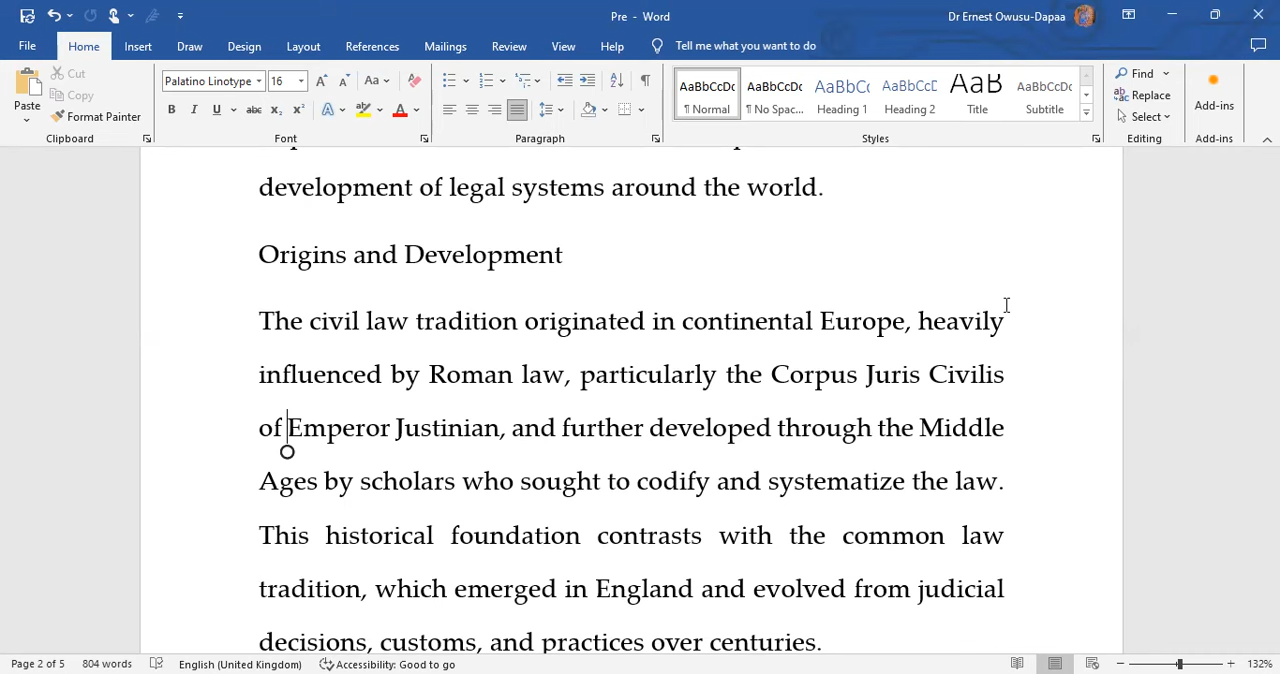 Pre - Word
Dr Ernest Owusu-Dapaa
File Home Insert Draw Design Layout References Mailings Review View Help Tell me what you want to do
Paste
Cut
Copy
Format Painter
Clipboard
Palatino Linotype 16
Aa
B I U abc x₂ x² A A
Font
Paragraph
AaBbCcDc AaBbCcDc AaBbCc AaBbCcD AaB AaBbCcDc
¶ Normal ¶ No Spac... Heading 1 Heading 2 Title Subtitle
Styles
Find
Replace
Select
Editing
Add-ins
Add-ins
development of legal systems around the world.
Origins and Development
The civil law tradition originated in continental Europe, heavily
influenced by Roman law, particularly the Corpus Juris Civilis
of Emperor Justinian, and further developed through the Middle
Ages by scholars who sought to codify and systematize the law.
This historical foundation contrasts with the common law
tradition, which emerged in England and evolved from judicial
decisions, customs, and practices over centuries.
Page 2 of 5 804 words English (United Kingdom) Accessibility: Good to go 132%